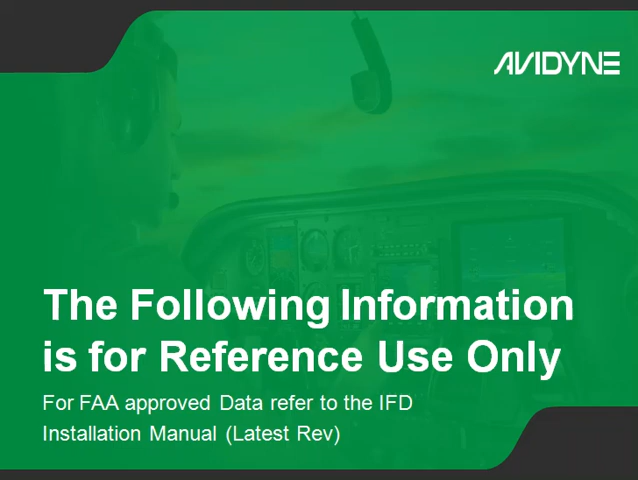 AVIDYNE
The Following Information
is for Reference Use Only
For FAA approved Data refer to the IFD
Installation Manual (Latest Rev)